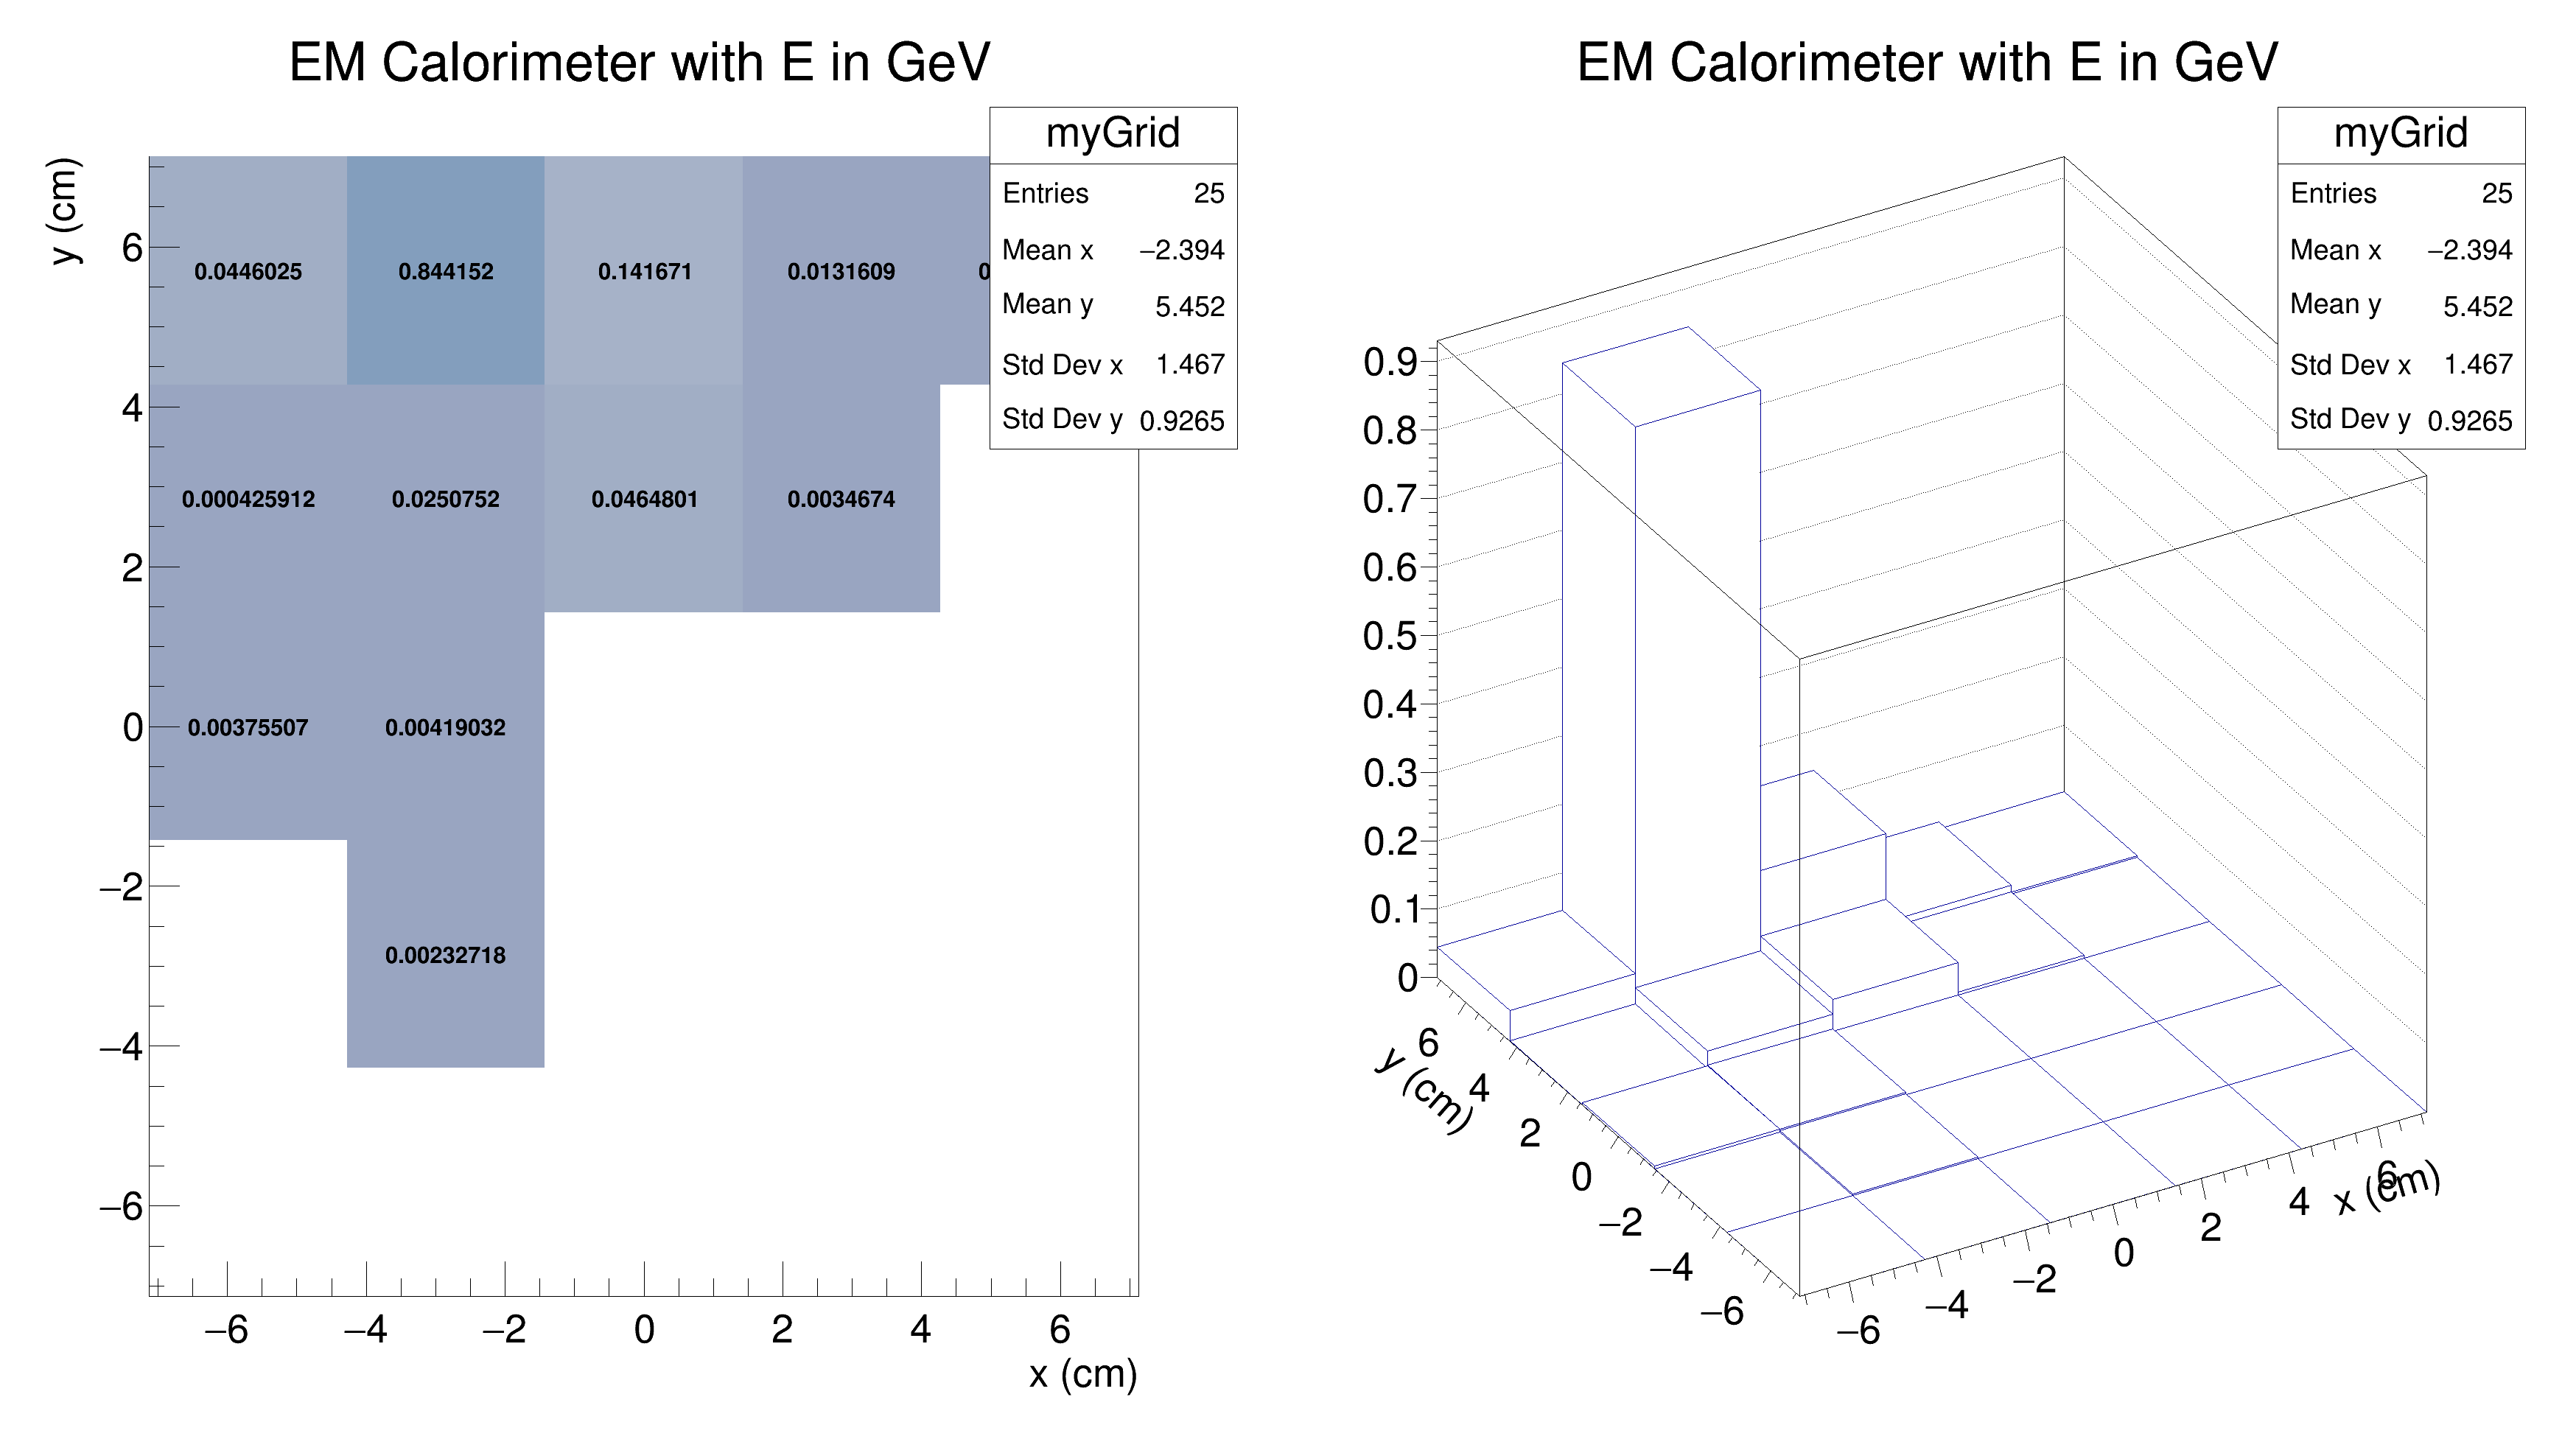 EM Calorimeter with E in GeV
myGrid
Entries 25
Mean x −2.394
Mean y 5.452
Std Dev x 1.467
Std Dev y 0.9265
y (cm)
6
4
2
0
−2
−4
−6
0.0446025 0.844152 0.141671 0.0131609 0
0.000425912 0.0250752 0.0464801 0.0034674
0.00375507 0.00419032
0.00232718
−6 −4 −2 0 2 4 6
x (cm)
EM Calorimeter with E in GeV
myGrid
Entries 25
Mean x −2.394
Mean y 5.452
Std Dev x 1.467
Std Dev y 0.9265
0.9
0.8
0.7
0.6
0.5
0.4
0.3
0.2
0.1
0
6
4
2
0
−2
−4
−6
y (cm)
−6
−4
−2
0
2
4
6
x (cm)